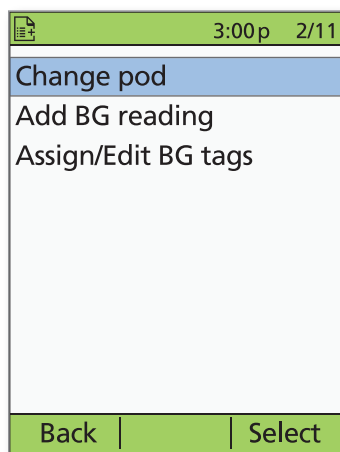 3:00p 2/11
Change pod
Add BG reading
Assign/Edit BG tags
Back Select